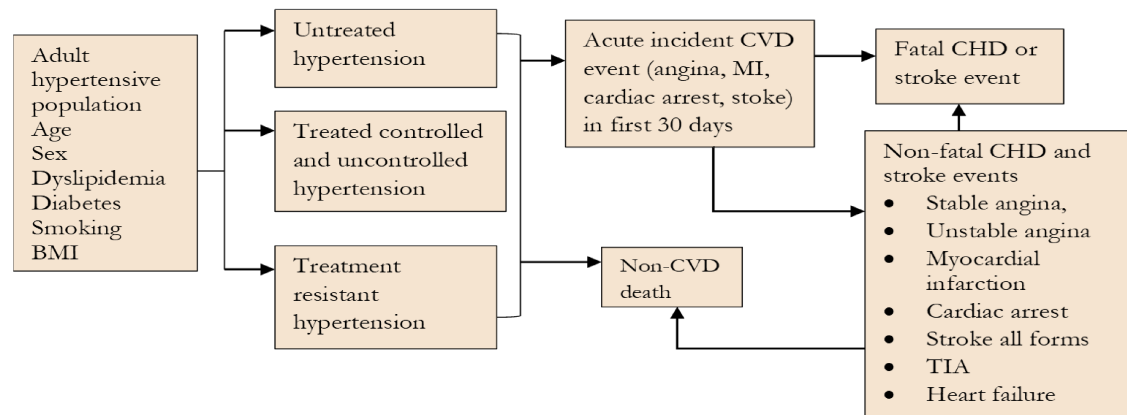 Adult
hypertensive
population
Age
Sex
Dyslipidemia
Diabetes
Smoking
BMI
Untreated
hypertension
Treated controlled
and uncontrolled
hypertension
Treatment
resistant
hypertension
Acute incident CVD
event (angina, MI,
cardiac arrest, stoke)
in first 30 days
Non-CVD
death
Fatal CHD or
stroke event
Non-fatal CHD and
stroke events
• Stable angina,
• Unstable angina
• Myocardial
infarction
• Cardiac arrest
• Stroke all forms
• TIA
• Heart failure